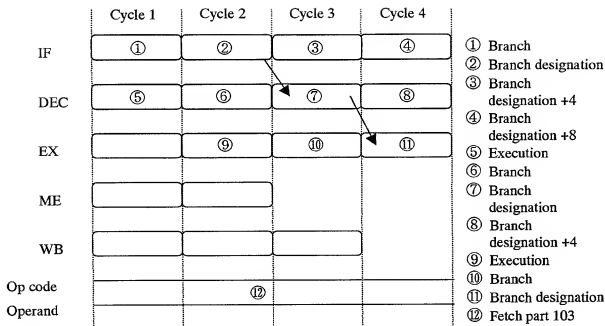 Cycle 1 Cycle 2 Cycle 3 Cycle 4
IF ① ② ③ ④
DEC ⑤ ⑥ ⑦ ⑧
EX ⑨ ⑩ ⑪
ME
WB
Op code ⑫
Operand
① Branch
② Branch designation
③ Branch
designation +4
④ Branch
designation +8
⑤ Execution
⑥ Branch
⑦ Branch
designation
⑧ Branch
designation +4
⑨ Execution
⑩ Branch
⑪ Branch designation
⑫ Fetch part 103